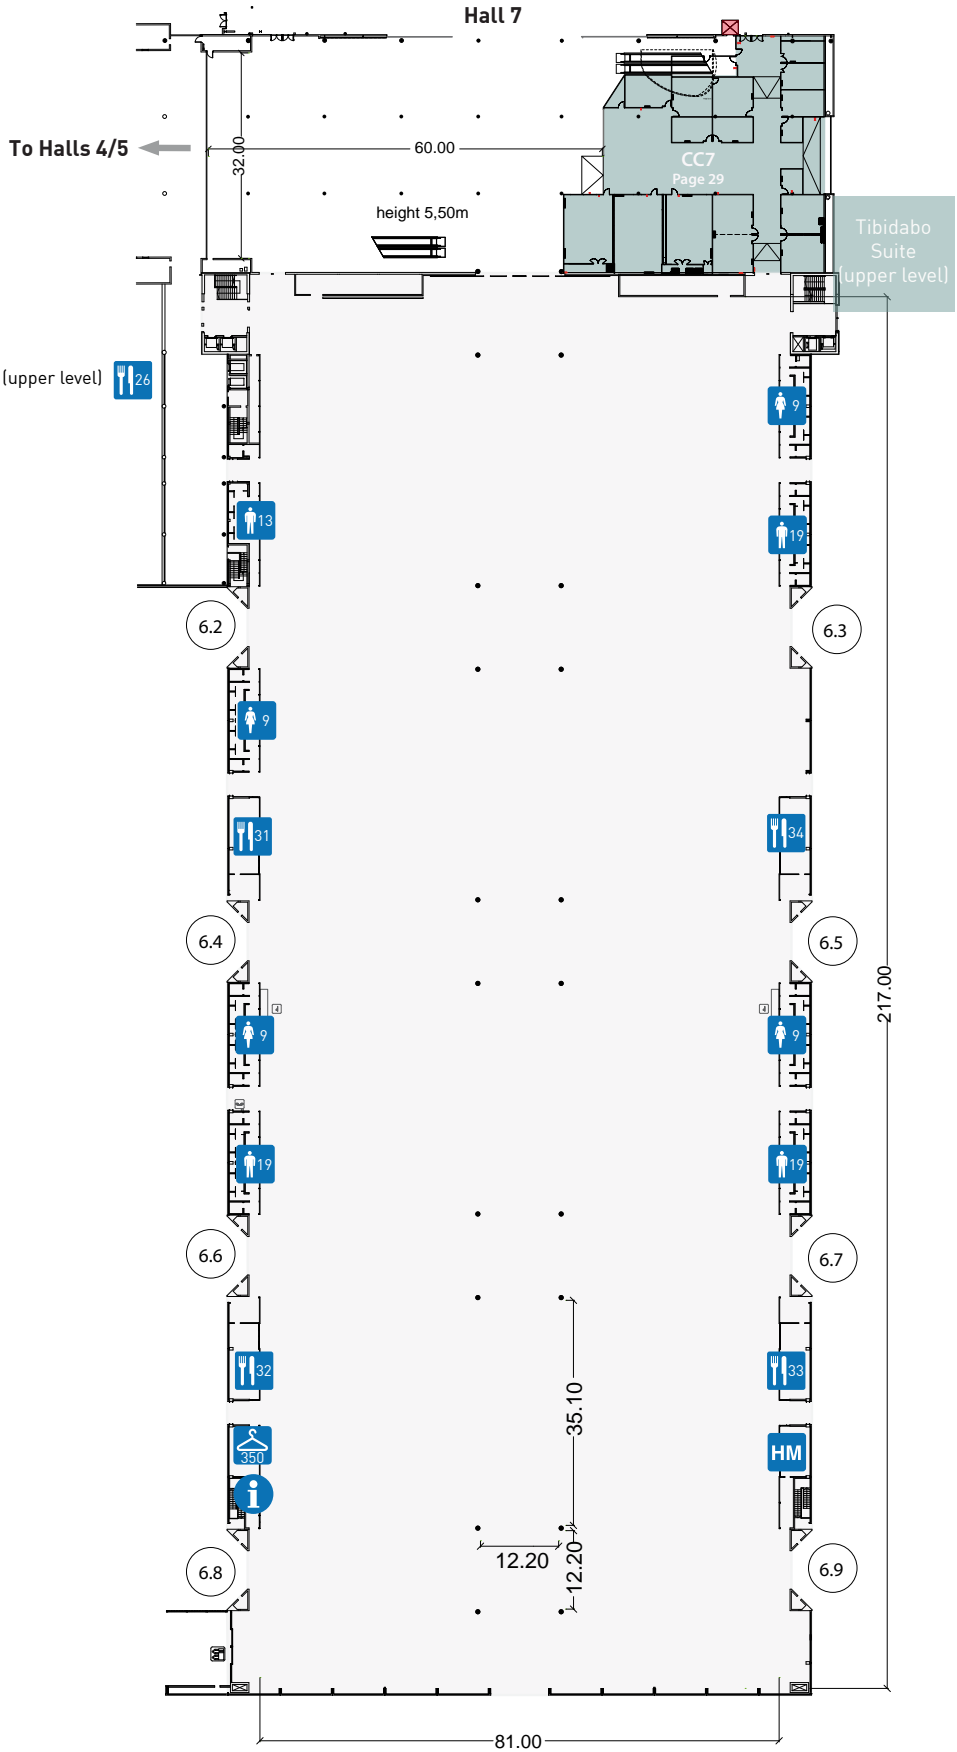 Hall 7
To Halls 4/5
32.00
60.00
CC7
Page 29
height 5,50m
Tibidabo
Suite
(upper level)
(upper level)
26
9
13
19
6.2
6.3
9
31
34
6.4
6.5
217.00
9
9
19
19
6.6
6.7
32
33
35.10
350
HM
i
12.20
12.20
6.8
6.9
81.00